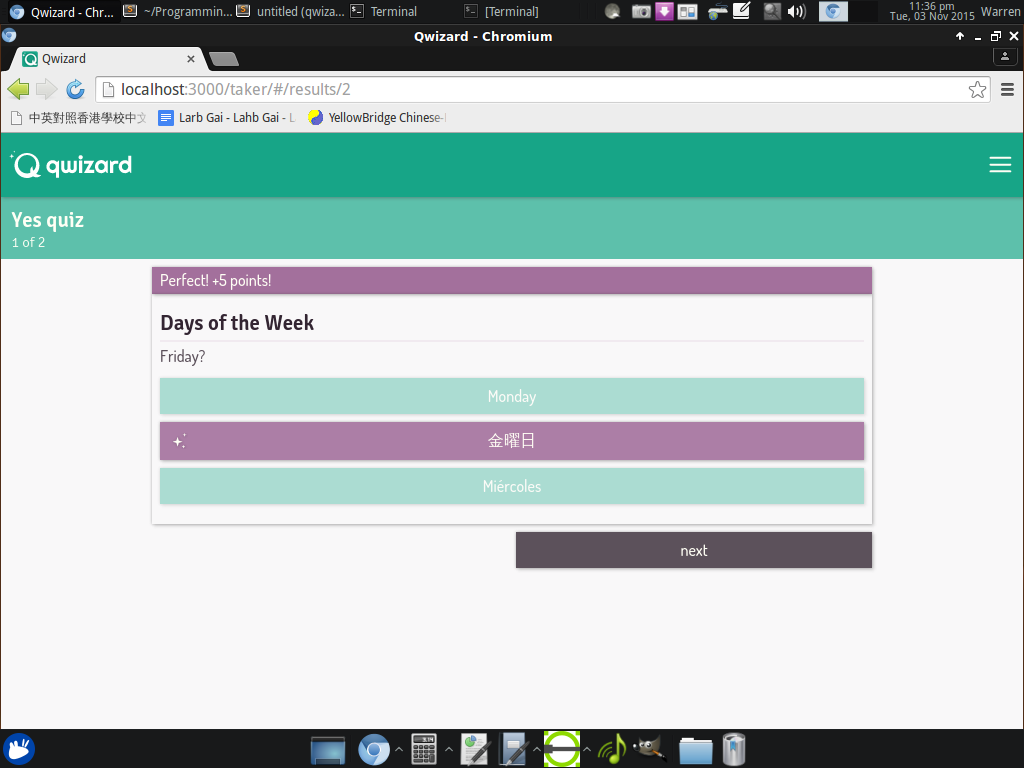 Qwizard - Chr...
~/Programmin...
untitled (qwiza...
Terminal
[Terminal]
11:36 pm
Tue, 03 Nov 2015
Warren
Qwizard - Chromium
Qwizard
localhost:3000/taker/#/results/2
中英對照香港學校中文
Larb Gai - Lahb Gai - L
YellowBridge Chinese-
qwizard
Yes quiz
1 of 2
Perfect! +5 points!
Days of the Week
Friday?
Monday
金曜日
Miércoles
next
3.14